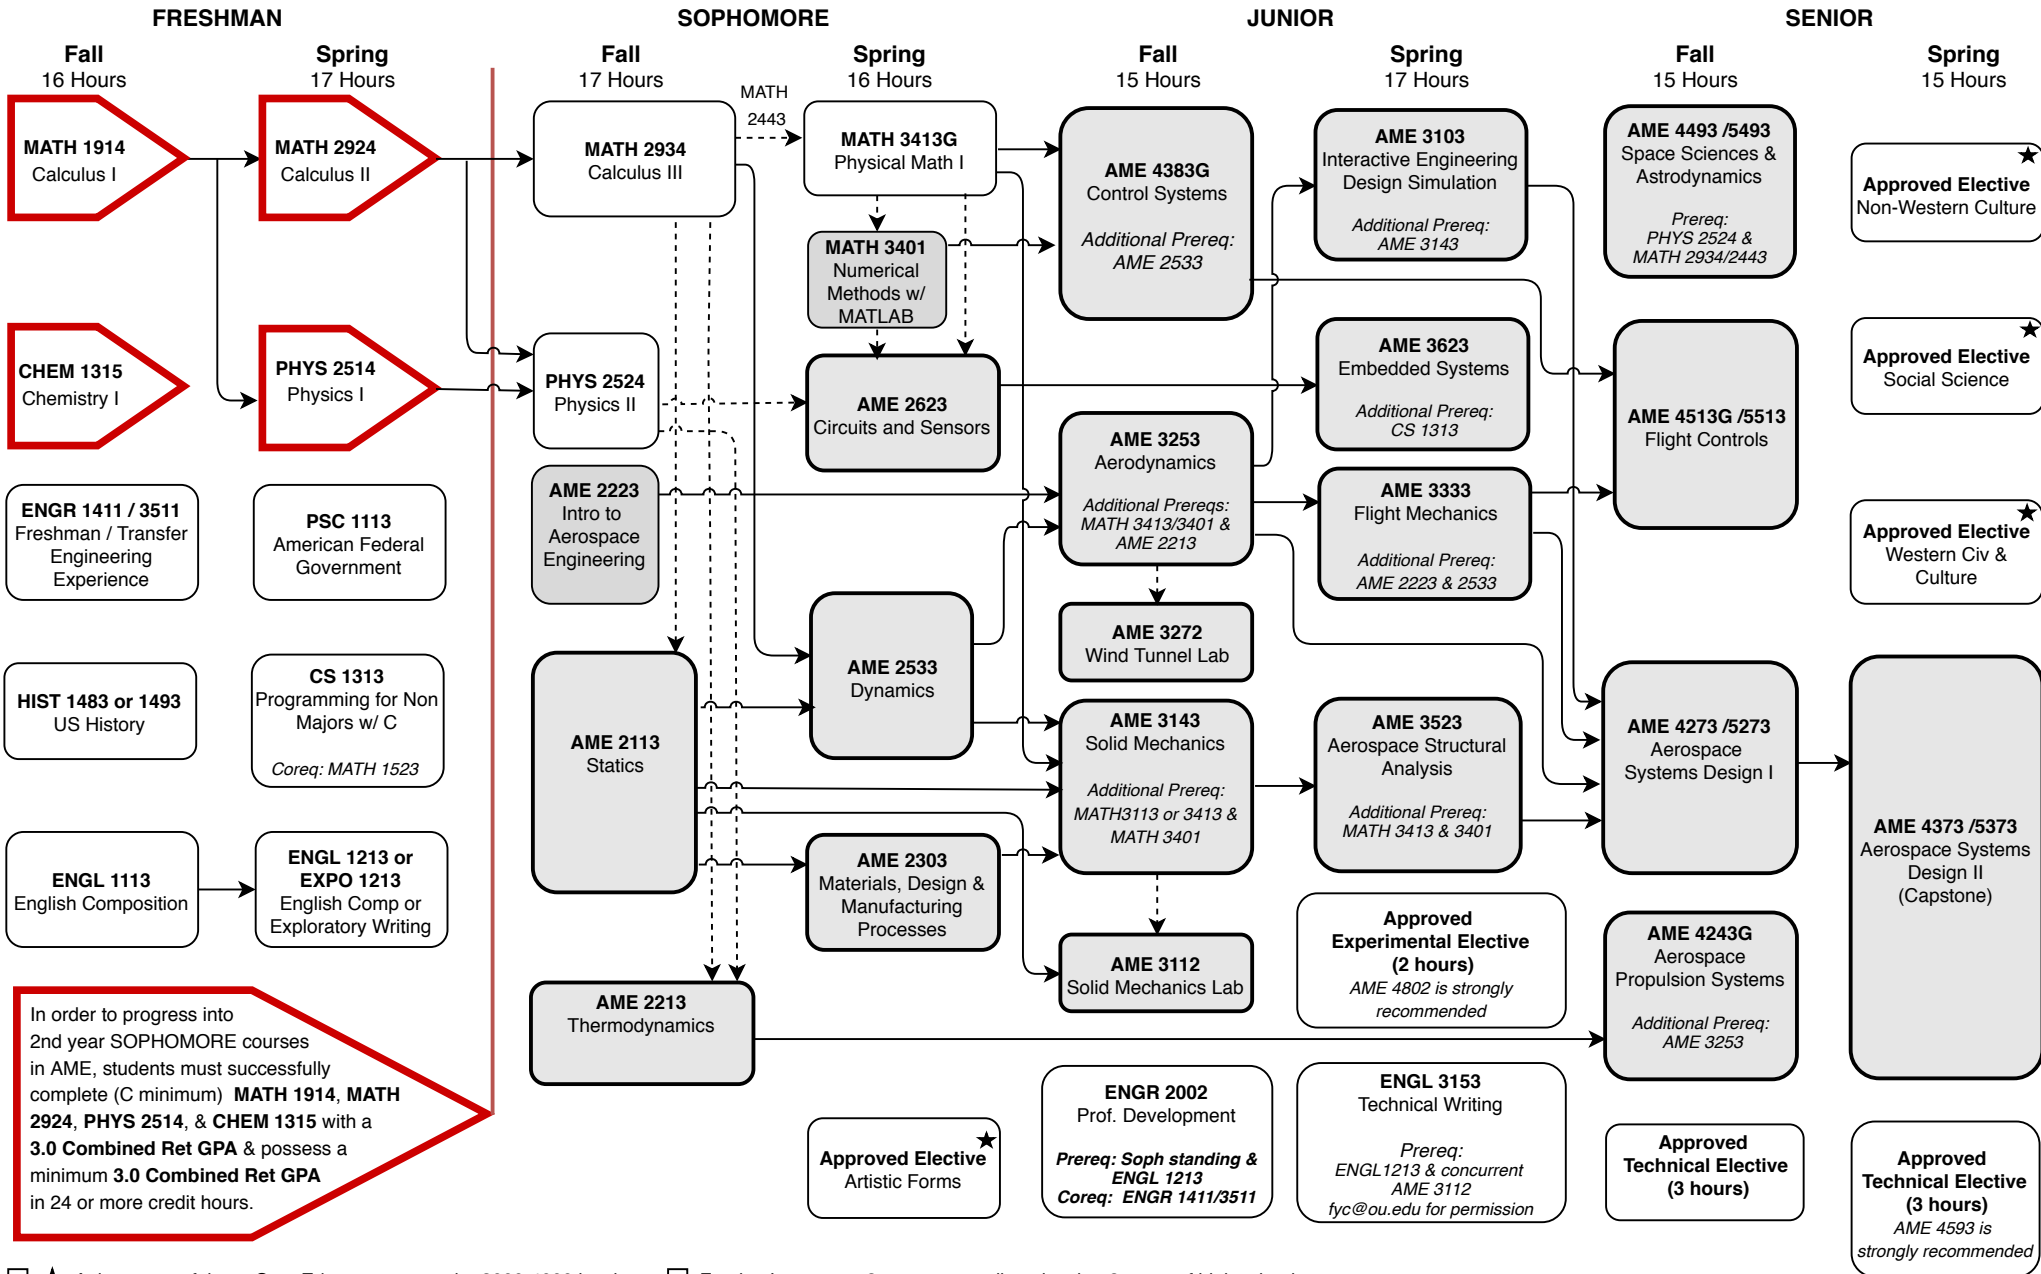 FRESHMAN
SOPHOMORE
JUNIOR
SENIOR
Fall
16 Hours
Spring
17 Hours
Fall
17 Hours
Spring
16 Hours
Fall
15 Hours
Spring
17 Hours
Fall
15 Hours
Spring
15 Hours
MATH 1914
Calculus I
CHEM 1315
Chemistry I
ENGR 1411 / 3511
Freshman / Transfer
Engineering
Experience
HIST 1483 or 1493
US History
ENGL 1113
English Composition
MATH 2924
Calculus II
PHYS 2514
Physics I
PSC 1113
American Federal
Government
CS 1313
Programming for Non
Majors w/ C
Coreq: MATH 1523
ENGL 1213 or
EXPO 1213
English Comp or
Exploratory Writing
In order to progress into
2nd year SOPHOMORE courses
in AME, students must successfully
complete (C minimum) MATH 1914, MATH
2924, PHYS 2514, & CHEM 1315 with a
3.0 Combined Ret GPA & possess a
minimum 3.0 Combined Ret GPA
in 24 or more credit hours.
MATH 2934
Calculus III
MATH
2443
PHYS 2524
Physics II
AME 2223
Intro to
Aerospace
Engineering
AME 2113
Statics
AME 2213
Thermodynamics
MATH 3413G
Physical Math I
MATH 3401
Numerical
Methods w/
MATLAB
AME 2623
Circuits and Sensors
AME 2533
Dynamics
AME 2303
Materials, Design &
Manufacturing
Processes
Approved Elective
Artistic Forms
AME 4383G
Control Systems
Additional Prereq:
AME 2533
AME 3253
Aerodynamics
Additional Prereqs:
MATH 3413/3401 &
AME 2213
AME 3272
Wind Tunnel Lab
AME 3143
Solid Mechanics
Additional Prereq:
MATH3113 or 3413 &
MATH 3401
AME 3112
Solid Mechanics Lab
ENGR 2002
Prof. Development
Prereq: Soph standing &
ENGL 1213
Coreq: ENGR 1411/3511
AME 3103
Interactive Engineering
Design Simulation
Additional Prereq:
AME 3143
AME 3623
Embedded Systems
Additional Prereq:
CS 1313
AME 3333
Flight Mechanics
Additional Prereq:
AME 2223 & 2533
AME 3523
Aerospace Structural
Analysis
Additional Prereq:
MATH 3413 & 3401
Approved
Experimental Elective
(2 hours)
AME 4802 is strongly
recommended
ENGL 3153
Technical Writing
Prereq:
ENGL1213 & concurrent
AME 3112
fyc@ou.edu for permission
AME 4493 /5493
Space Sciences &
Astrodynamics
Prereq:
PHYS 2524 &
MATH 2934/2443
AME 4513G /5513
Flight Controls
AME 4273 /5273
Aerospace
Systems Design I
AME 4243G
Aerospace
Propulsion Systems
Additional Prereq:
AME 3253
Approved
Technical Elective
(3 hours)
Approved Elective
Non-Western Culture
Approved Elective
Social Science
Approved Elective
Western Civ &
Culture
AME 4373 /5373
Aerospace Systems
Design II
(Capstone)
Approved
Technical Elective
(3 hours)
AME 4593 is
strongly recommended